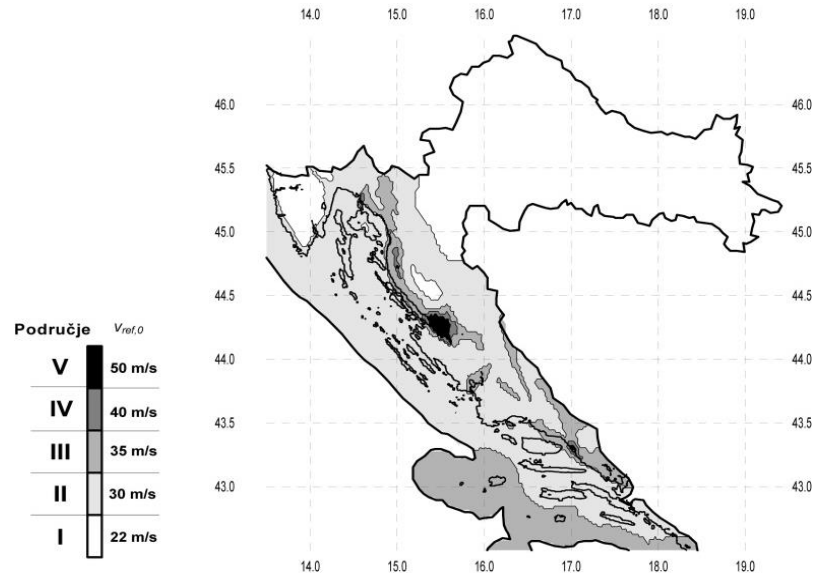 14.0 15.0 16.0 17.0 18.0 19.0
46.0 46.0
45.5 45.5
45.0 45.0
44.5 44.5
44.0 44.0
43.5 43.5
43.0 43.0
14.0 15.0 16.0 17.0 18.0 19.0
Područje Vref,0
V 50 m/s
IV 40 m/s
III 35 m/s
II 30 m/s
I 22 m/s